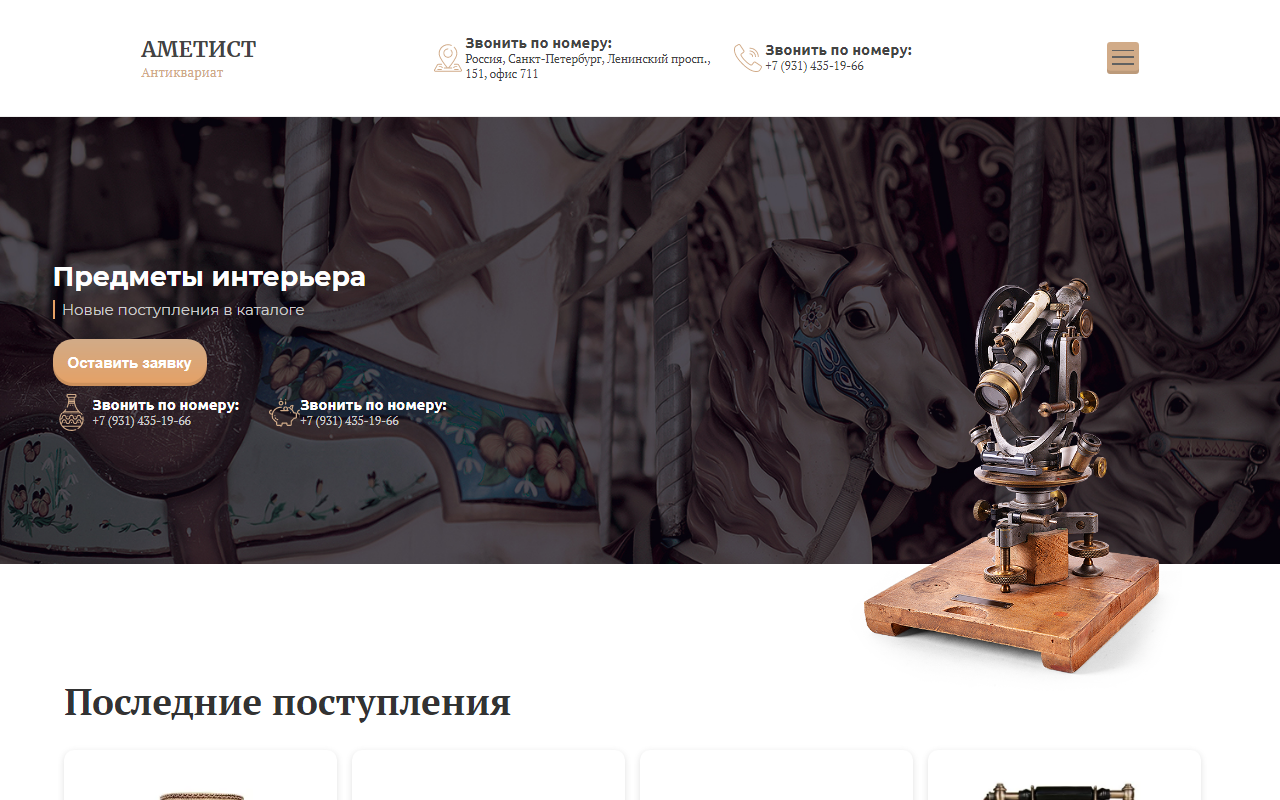 АМЕТИСТ
Антиквариат
Звонить по номеру:
Россия, Санкт-Петербург, Ленинский просп.,
151, офис 711
Звонить по номеру:
+7 (931) 435-19-66
Предметы интерьера
Новые поступления в каталоге
Оставить заявку
Звонить по номеру:
+7 (931) 435-19-66
Звонить по номеру:
+7 (931) 435-19-66
Последние поступления